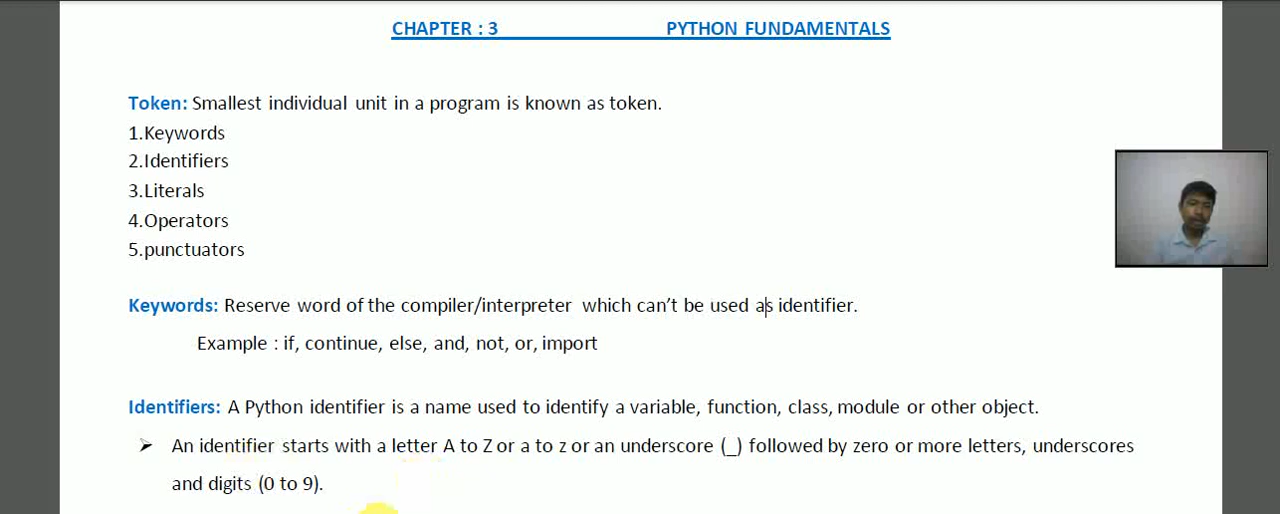 CHAPTER : 3 PYTHON FUNDAMENTALS
Token: Smallest individual unit in a program is known as token.
1.Keywords
2.Identifiers
3.Literals
4.Operators
5.punctuators
Keywords: Reserve word of the compiler/interpreter which can’t be used as identifier.
Example : if, continue, else, and, not, or, import
Identifiers: A Python identifier is a name used to identify a variable, function, class, module or other object.
➢ An identifier starts with a letter A to Z or a to z or an underscore (_) followed by zero or more letters, underscores
and digits (0 to 9).